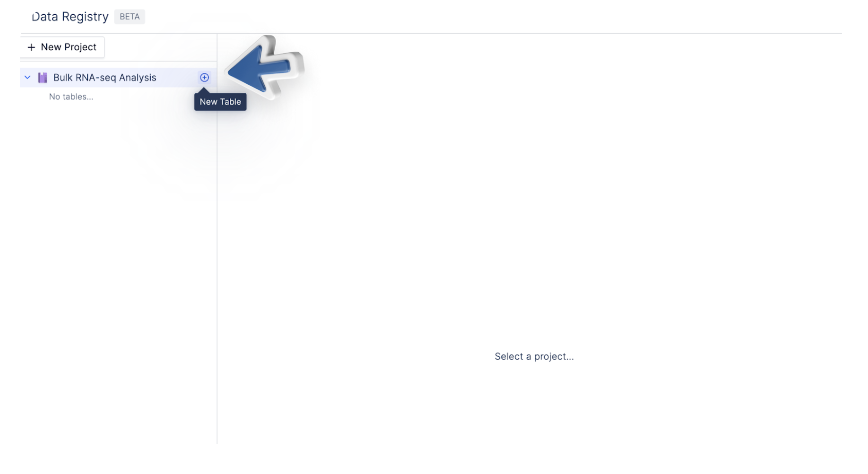 Data Registry BETA
+ New Project
Bulk RNA-seq Analysis
No tables...
New Table
Select a project...